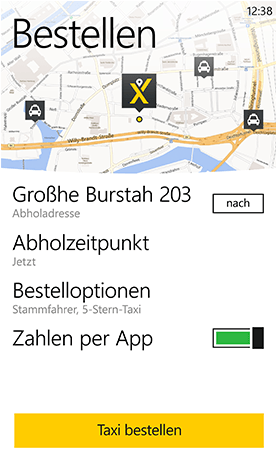 12:38
Bestellen
Willy-Brandt-Straße
Großhe Burstah 203
Abholadresse
nach
Abholzeitpunkt
Jetzt
Bestelloptionen
Stammfahrer, 5-Stern-Taxi
Zahlen per App
Taxi bestellen